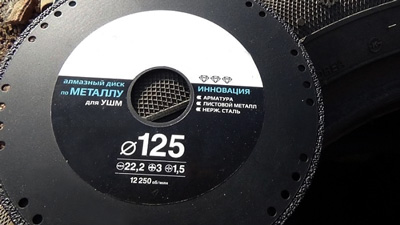 алмазный диск
по МЕТАЛЛУ
для УШМ
ИННОВАЦИЯ
АРМАТУРА
ЛИСТОВОЙ МЕТАЛЛ
НЕРЖ. СТАЛЬ
⌀125
22,2 3 1,5
12 250 об/мин